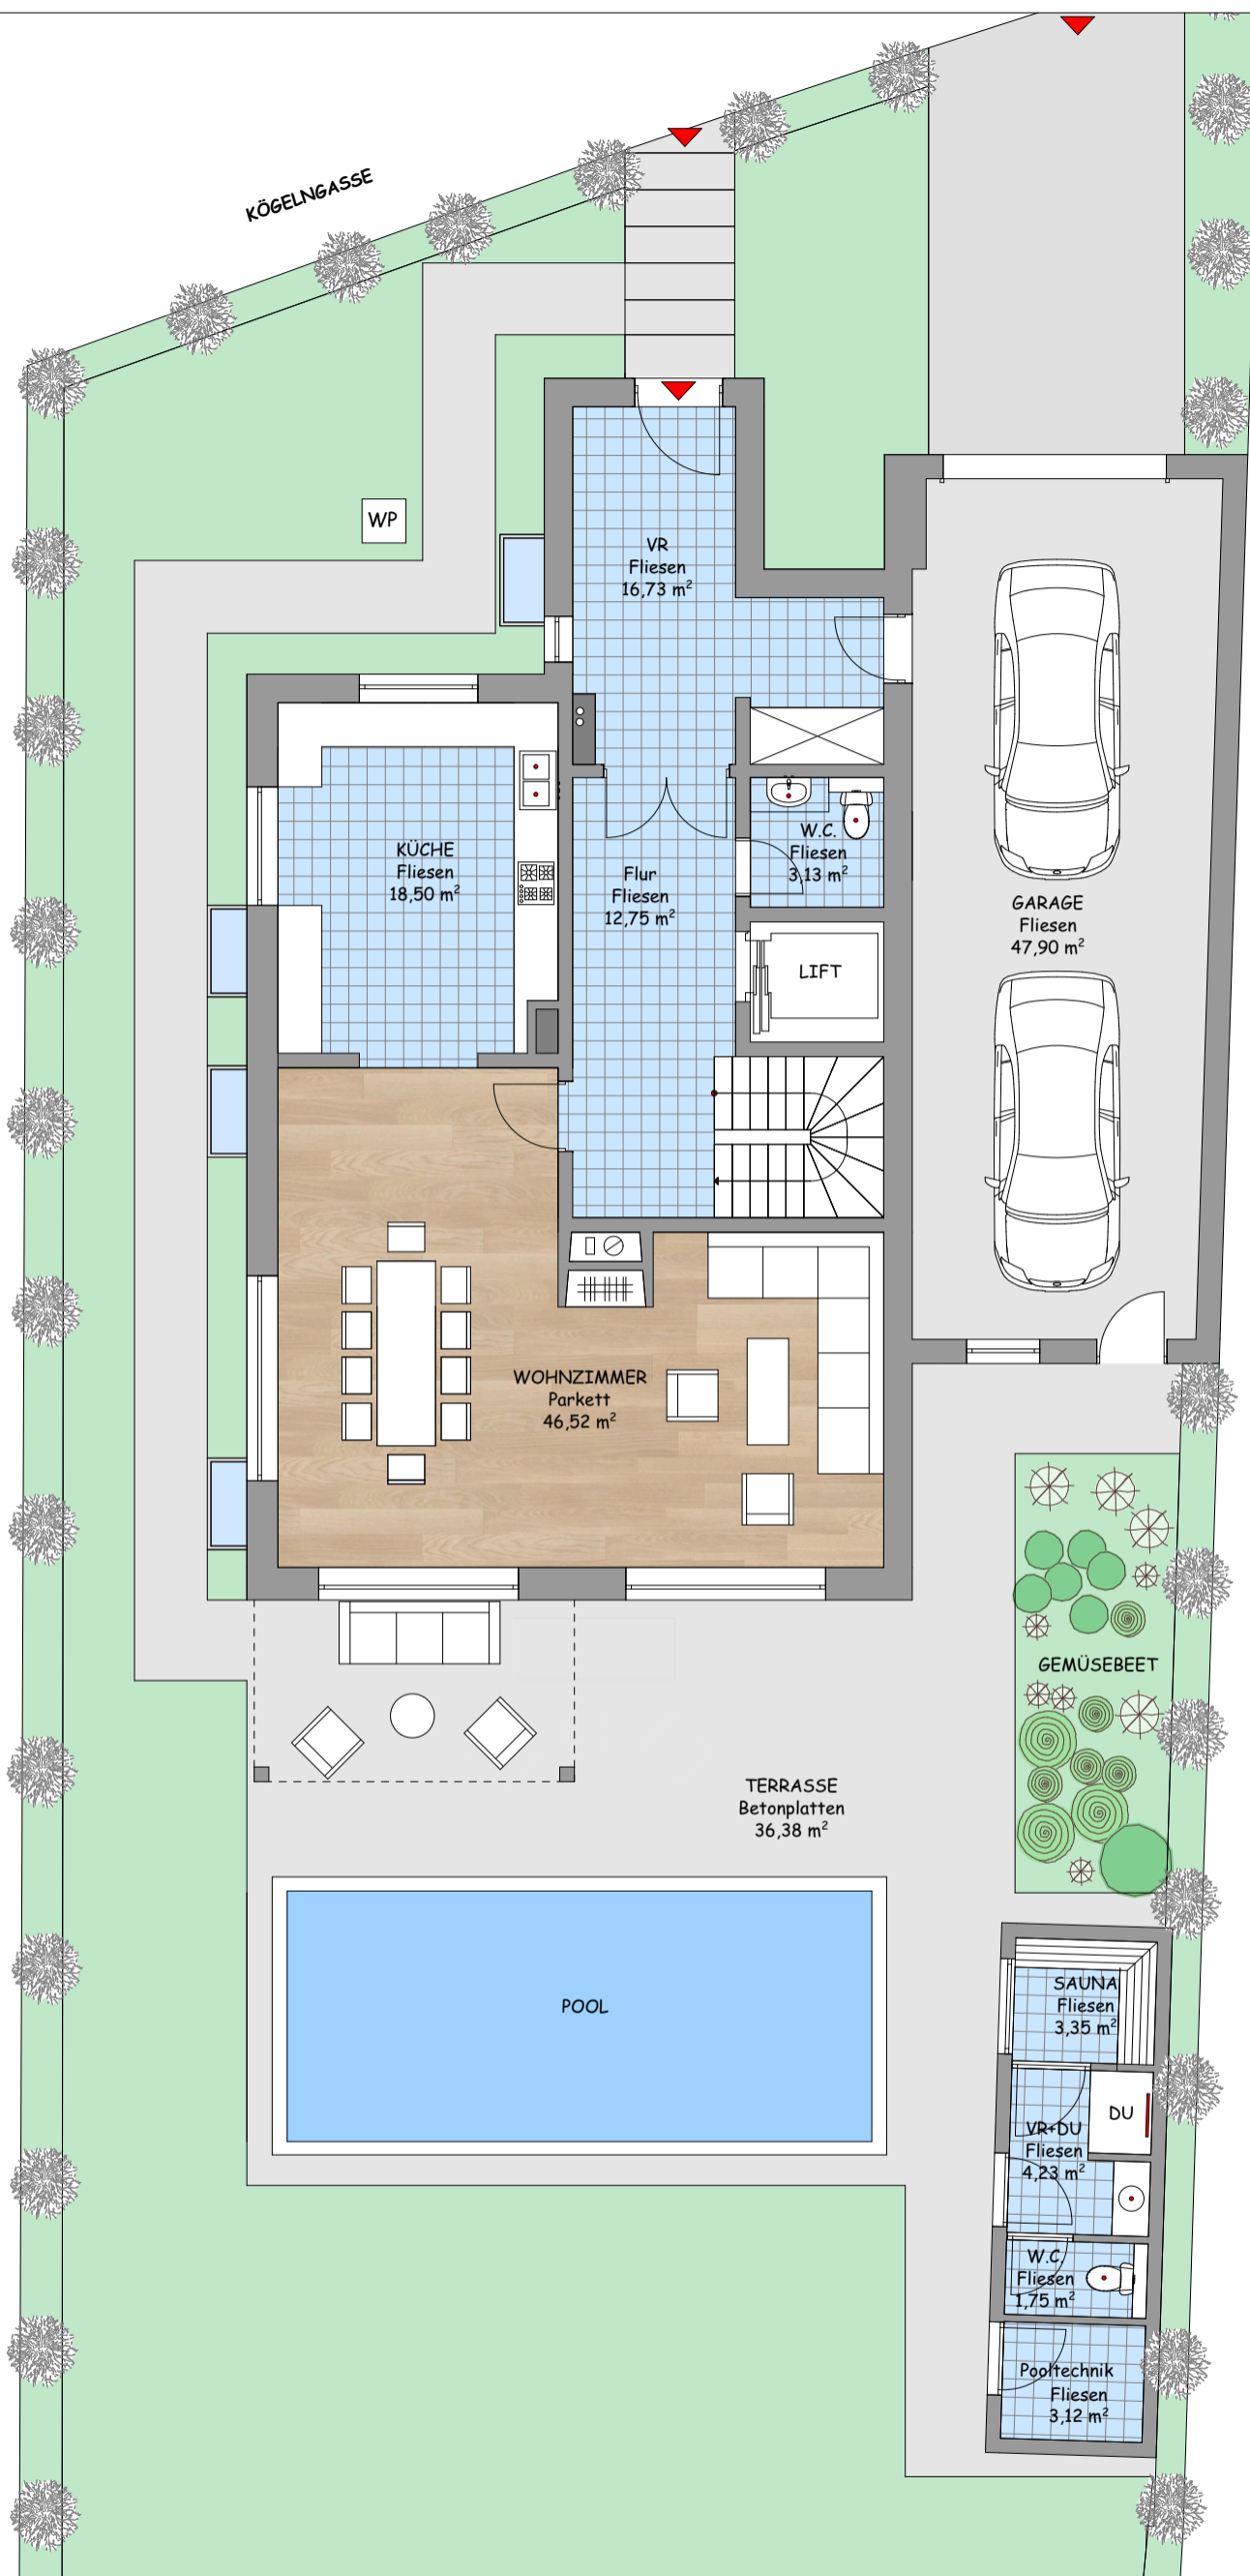 KÖGELNGASSE
WP
VR
Fliesen
16,73 m²
KÜCHE
Fliesen
18,50 m²
W.C.
Fliesen
3,13 m²
Flur
Fliesen
12,75 m²
GARAGE
Fliesen
47,90 m²
LIFT
WOHNZIMMER
Parkett
46,52 m²
GEMÜSEBEET
TERRASSE
Betonplatten
36,38 m²
POOL
SAUNA
Fliesen
3,35 m²
DU
VR+DU
Fliesen
4,23 m²
W.C.
Fliesen
1,75 m²
Pooltechnik
Fliesen
3,12 m²